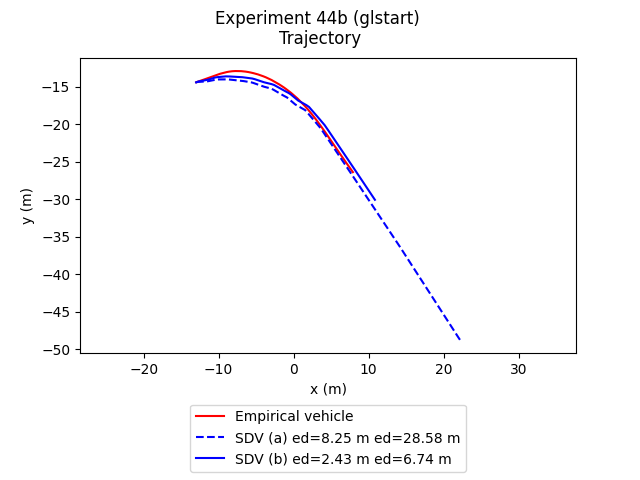 Experiment 44b (glstart)
Trajectory
−15
−20
−25
−30
−35
−40
−45
−50
y (m)
−20
−10
0
10
20
30
x (m)
Empirical vehicle
SDV (a) ed=8.25 m ed=28.58 m
SDV (b) ed=2.43 m ed=6.74 m